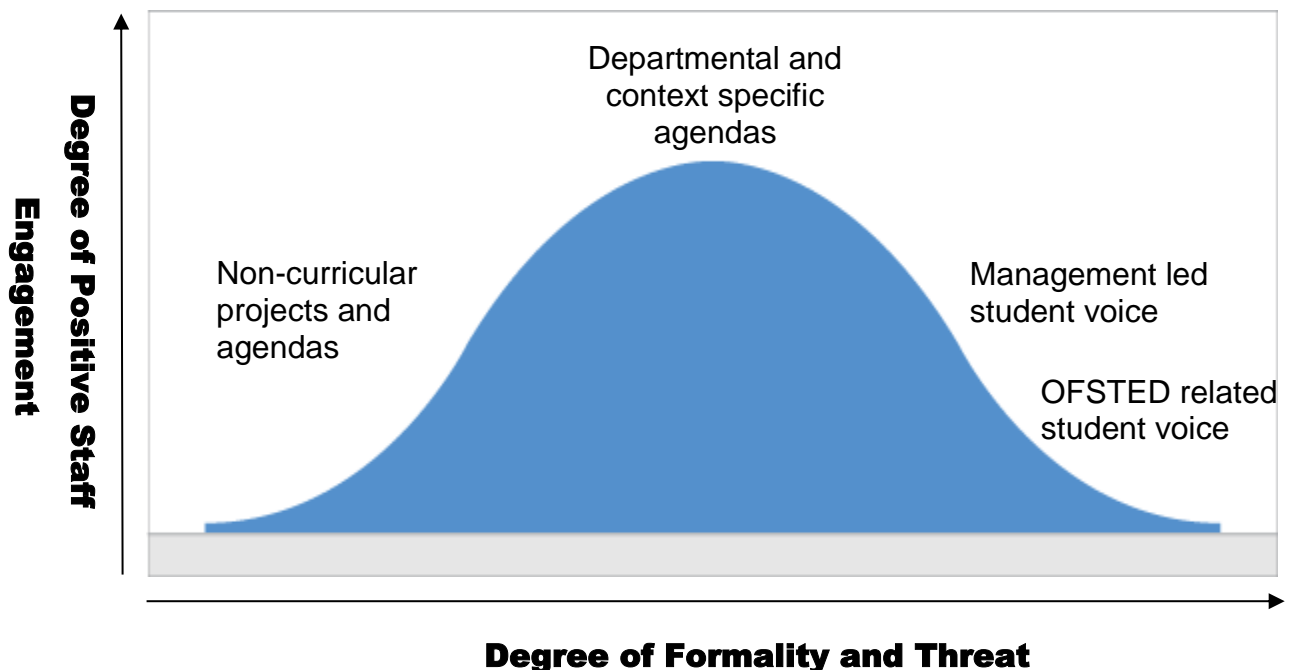 Degree of Positive Staff
Engagement
Departmental and
context specific
agendas
Non-curricular
projects and
agendas
Management led
student voice
OFSTED related
student voice
Degree of Formality and Threat